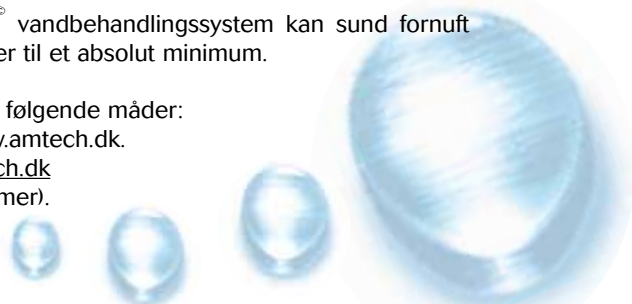 © vandbehandlingssystem kan sund fornuft
er til et absolut minimum.
følgende måder:
.amtech.dk.
ch.dk
mer).